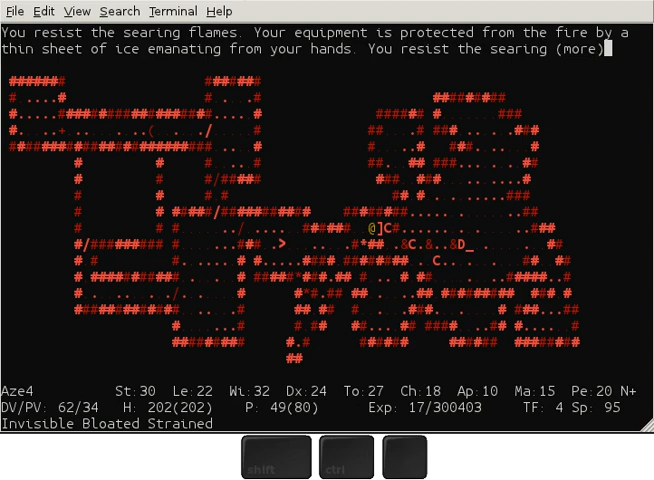 File Edit View Search Terminal Help
You resist the searing flames. Your equipment is protected from the fire by a
thin sheet of ice emanating from your hands. You resist the searing (more)
Aze4 St:30 Le:22 Wi:32 Dx:24 To:27 Ch:18 Ap:10 Ma:15 Pe:20 N+
DV/PV: 62/34 H: 202(202) P: 49(80) Exp: 17/300403 TF: 4 Sp: 95
Invisible Bloated Strained
shift ctrl